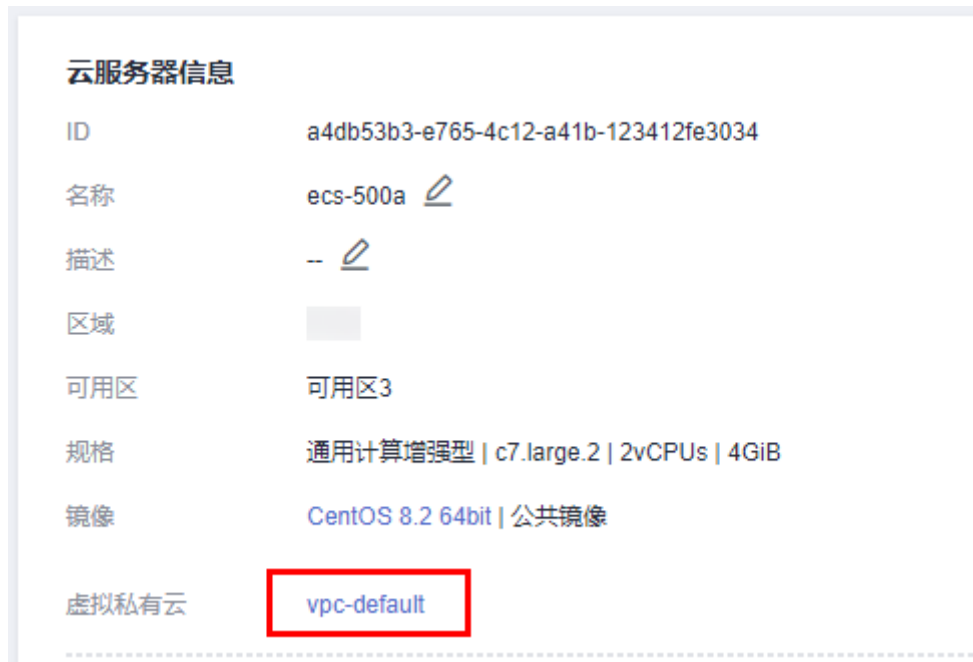 云服务器信息
ID a4db53b3-e765-4c12-a41b-123412fe3034
名称 ecs-500a
描述 --
区域
可用区 可用区3
规格 通用计算增强型 | c7.large.2 | 2vCPUs | 4GiB
镜像 CentOS 8.2 64bit | 公共镜像
虚拟私有云 vpc-default